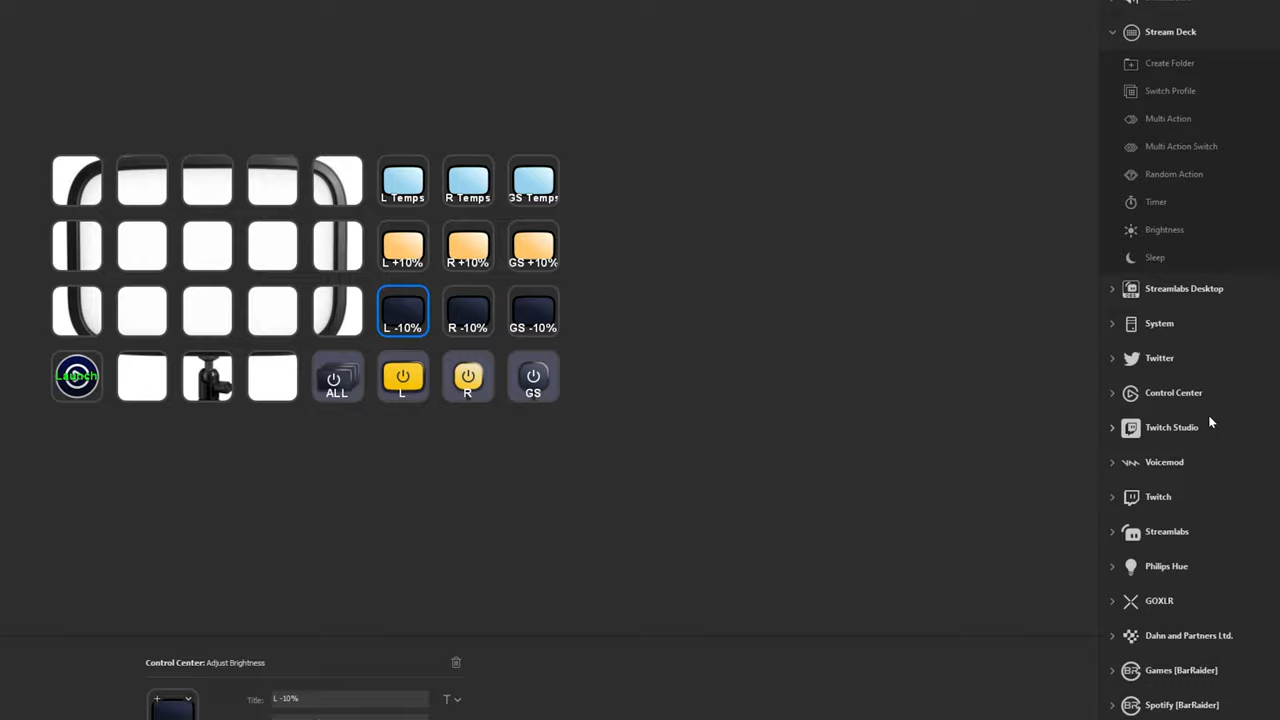 Stream Deck
Create Folder
Switch Profile
Multi Action
Multi Action Switch
Random Action
Timer
Brightness
Sleep
Streamlabs Desktop
System
Twitter
Control Center
Twitch Studio
Voicemod
Twitch
Streamlabs
Philips Hue
GOXLR
Dahn and Partners Ltd.
Games [BarRaider]
Spotify [BarRaider]
L Temps R Temps GS Temps
L +10% R +10% GS +10%
L -10% R -10% GS -10%
Launch ALL L R GS
Control Center: Adjust Brightness
Title: L -10% T